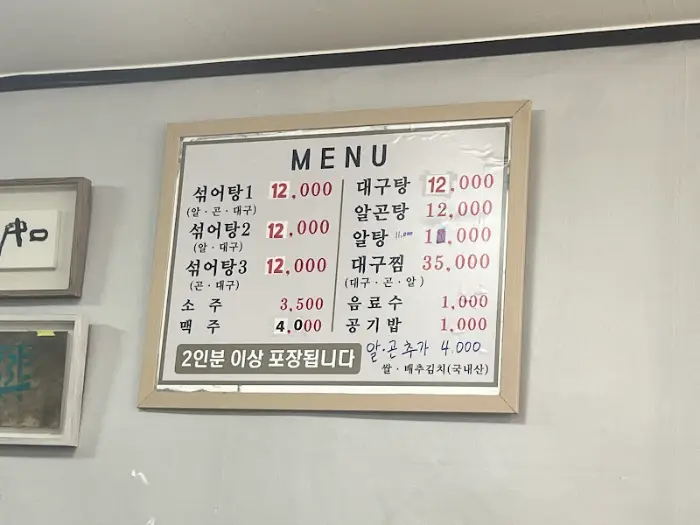 MENU
섞어탕1 12,000
(알·곤·대구)
섞어탕2 12,000
(알·대구)
섞어탕3 12,000
(곤·대구)
소주 3,500
맥주 4,000
2인분 이상 포장됩니다
대구탕 12,000
알곤탕 12,000
알탕
대구찜 35,000
(대구·곤·알)
음료수 1,000
공기밥 1,000
알·곤추가 4.000
쌀·배추김치(국내산)